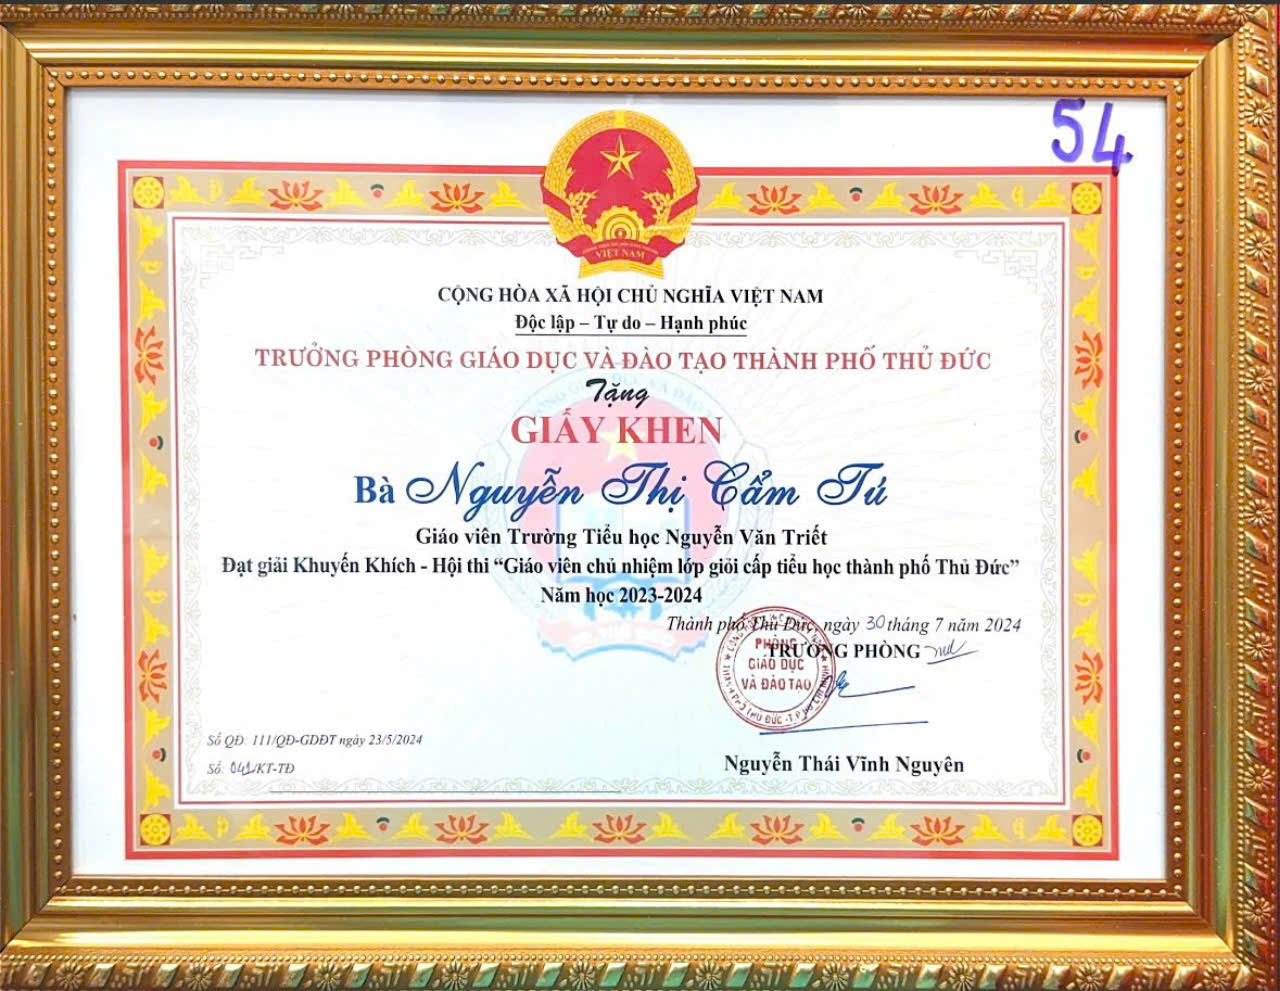 54
VIỆT NAM
CỘNG HÒA XÃ HỘI CHỦ NGHĨA VIỆT NAM
Độc lập – Tự do – Hạnh phúc
TRƯỞNG PHÒNG GIÁO DỤC VÀ ĐÀO TẠO THÀNH PHỐ THỦ ĐỨC
Tặng
GIẤY KHEN
Bà Nguyễn Thị Cẩm Tú
Giáo viên Trường Tiểu học Nguyễn Văn Triết
Đạt giải Khuyến Khích - Hội thi “Giáo viên chủ nhiệm lớp giỏi cấp tiểu học thành phố Thủ Đức”
Năm học 2023-2024
Thành phố Thủ Đức, ngày 30 tháng 7 năm 2024
TRƯỞNG PHÒNG
PHÒNG
GIÁO DỤC
VÀ ĐÀO TẠO
Số QĐ: 111/QĐ-GDĐT ngày 23/5/2024
Số: 041/KT-TĐ
Nguyễn Thái Vĩnh Nguyên